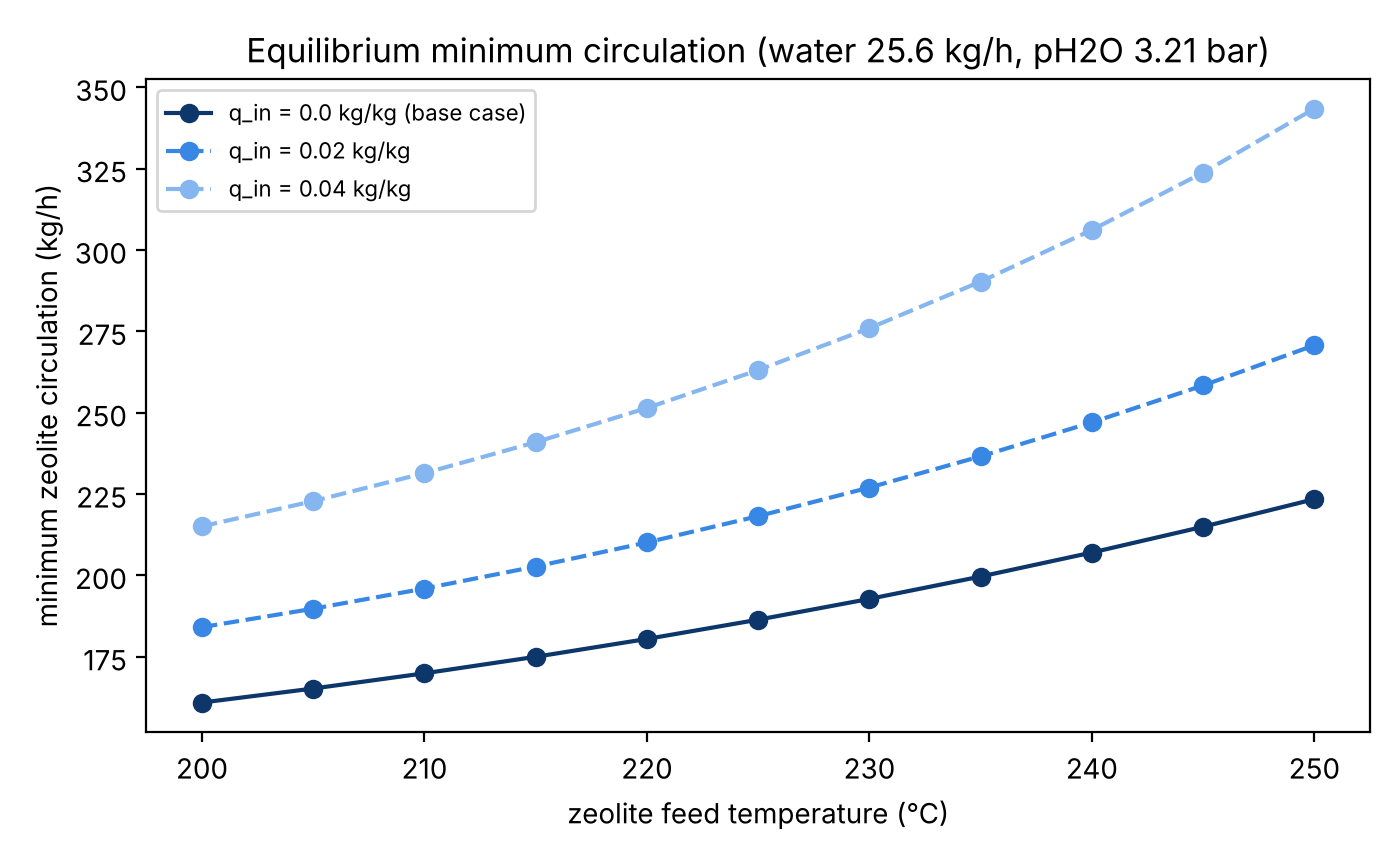 Equilibrium minimum circulation (water 25.6 kg/h, pH2O 3.21 bar)
q_in = 0.0 kg/kg (base case)
q_in = 0.02 kg/kg
q_in = 0.04 kg/kg
minimum zeolite circulation (kg/h)
350
325
300
275
250
225
200
175
200 210 220 230 240 250
zeolite feed temperature (°C)